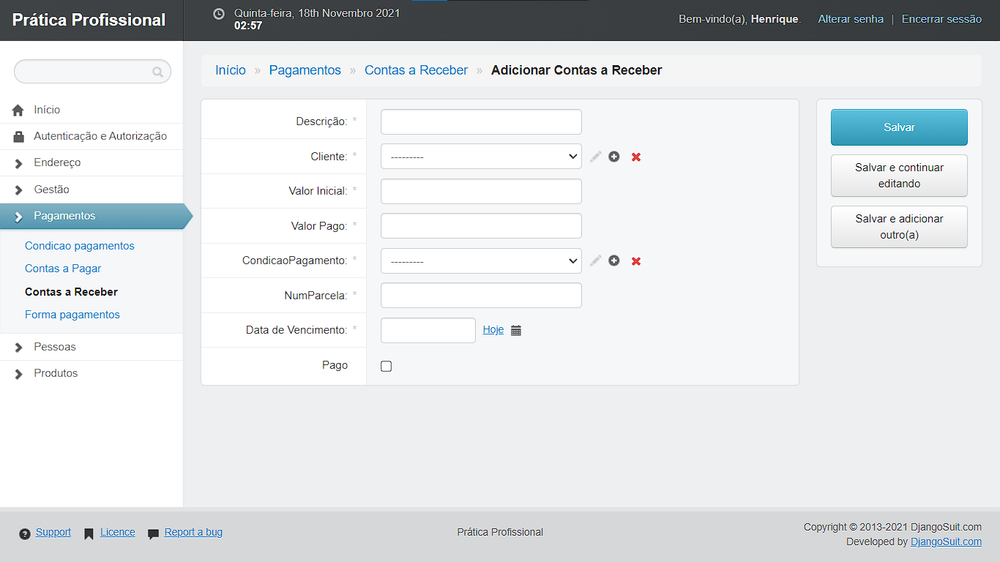 Prática Profissional
Quinta-feira, 18th Novembro 2021
02:57
Bem-vindo(a), Henrique. Alterar senha | Encerrar sessão
Início
Autenticação e Autorização
Endereço
Gestão
Pagamentos
Condicao pagamentos
Contas a Pagar
Contas a Receber
Forma pagamentos
Pessoas
Produtos
Início » Pagamentos » Contas a Receber » Adicionar Contas a Receber
Descrição: *
Cliente: * ---------
Valor Inicial: *
Valor Pago: *
CondicaoPagamento: * ---------
NumParcela: *
Data de Vencimento: * Hoje
Pago
Salvar
Salvar e continuar
editando
Salvar e adicionar
outro(a)
Support Licence Report a bug
Prática Profissional
Copyright © 2013-2021 DjangoSuit.com
Developed by DjangoSuit.com